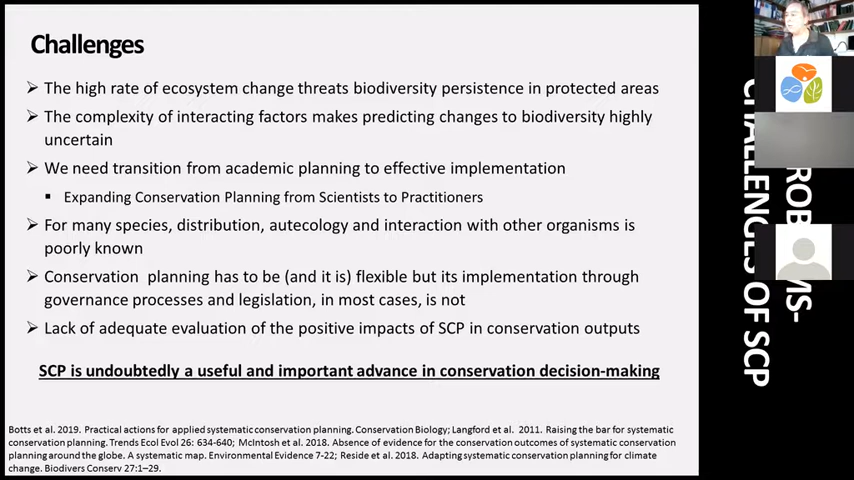 Challenges
➢ The high rate of ecosystem change threats biodiversity persistence in protected areas
➢ The complexity of interacting factors makes predicting changes to biodiversity highly
uncertain
➢ We need transition from academic planning to effective implementation
▪ Expanding Conservation Planning from Scientists to Practitioners
➢ For many species, distribution, autecology and interaction with other organisms is
poorly known
➢ Conservation planning has to be (and it is) flexible but its implementation through
governance processes and legislation, in most cases, is not
➢ Lack of adequate evaluation of the positive impacts of SCP in conservation outputs
SCP is undoubtedly a useful and important advance in conservation decision-making
Botts et al. 2019. Practical actions for applied systematic conservation planning. Conservation Biology; Langford et al. 2011. Raising the bar for systematic
conservation planning. Trends Ecol Evol 26: 634-640; McIntosh et al. 2018. Absence of evidence for the conservation outcomes of systematic conservation
planning around the globe. A systematic map. Environmental Evidence 7-22; Reside et al. 2018. Adapting systematic conservation planning for climate
change. Biodivers Conserv 27:1–29.
CHALLENGES OF SCP